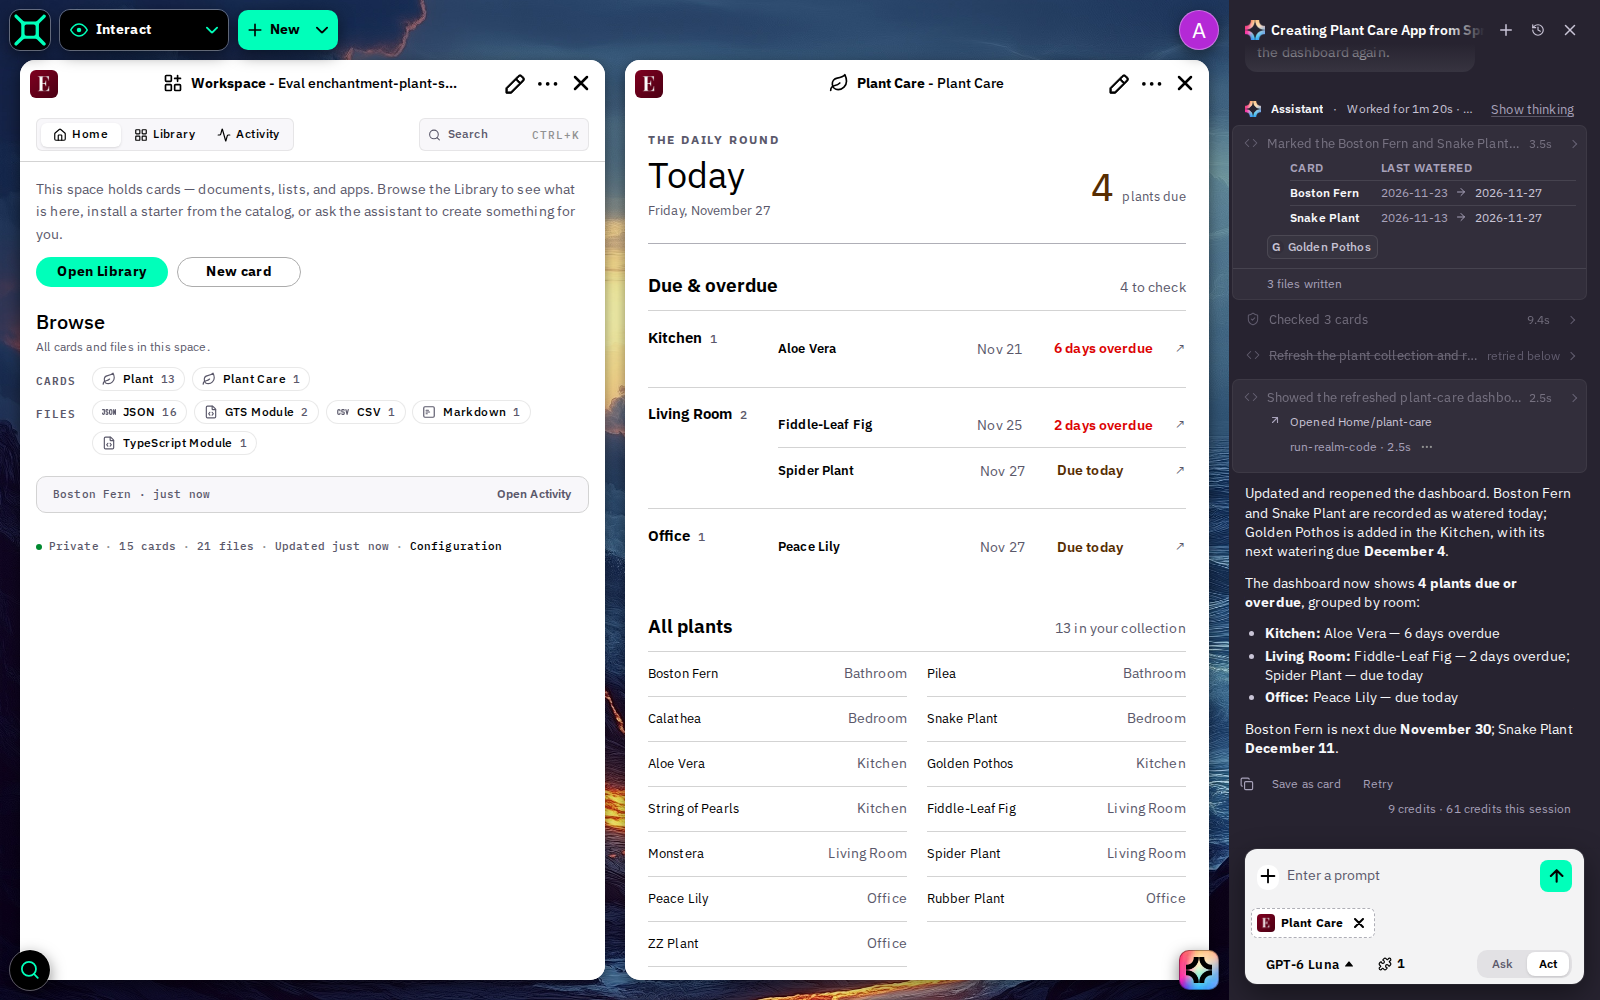 Interact
New
A
E Workspace - Eval enchantment-plant-s...
Home Library Activity Search CTRL+K
This space holds cards — documents, lists, and apps. Browse the Library to see what
is here, install a starter from the catalog, or ask the assistant to create something for
you.
Open Library New card
Browse
All cards and files in this space.
CARDS Plant 13 Plant Care 1
FILES JSON JSON 16 GTS Module 2 CSV CSV 1 Markdown 1
TypeScript Module 1
Boston Fern · just now Open Activity
Private · 15 cards · 21 files · Updated just now · Configuration
E Plant Care - Plant Care
THE DAILY ROUND
Today
Friday, November 27
4 plants due
Due & overdue 4 to check
Kitchen 1
Aloe Vera Nov 21 6 days overdue ↗
Living Room 2
Fiddle-Leaf Fig Nov 25 2 days overdue ↗
Spider Plant Nov 27 Due today ↗
Office 1
Peace Lily Nov 27 Due today ↗
All plants 13 in your collection
Boston Fern Bathroom Pilea Bathroom
Calathea Bedroom Snake Plant Bedroom
Aloe Vera Kitchen Golden Pothos Kitchen
String of Pearls Kitchen Fiddle-Leaf Fig Living Room
Monstera Living Room Spider Plant Living Room
Peace Lily Office Rubber Plant Office
ZZ Plant Office
Creating Plant Care App from Sp
the dashboard again.
Assistant · Worked for 1m 20s · ... Show thinking
Marked the Boston Fern and Snake Plant... 3.5s
CARD LAST WATERED
Boston Fern 2026-11-23 → 2026-11-27
Snake Plant 2026-11-13 → 2026-11-27
G Golden Pothos
3 files written
Checked 3 cards 9.4s
Refresh the plant collection and r... retried below
Showed the refreshed plant-care dashbo... 2.5s
Opened Home/plant-care
run-realm-code · 2.5s ···
Updated and reopened the dashboard. Boston Fern
and Snake Plant are recorded as watered today;
Golden Pothos is added in the Kitchen, with its
next watering due December 4.
The dashboard now shows 4 plants due or
overdue, grouped by room:
• Kitchen: Aloe Vera — 6 days overdue
• Living Room: Fiddle-Leaf Fig — 2 days overdue;
Spider Plant — due today
• Office: Peace Lily — due today
Boston Fern is next due November 30; Snake Plant
December 11.
Save as card Retry
9 credits · 61 credits this session
Enter a prompt
E Plant Care
GPT-6 Luna 1 Ask Act